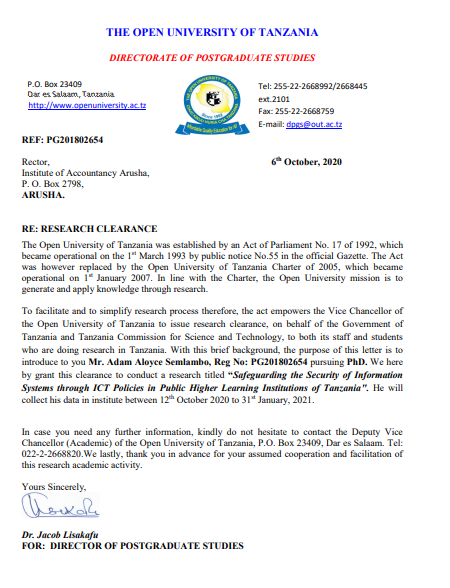 THE OPEN UNIVERSITY OF TANZANIA
DIRECTORATE OF POSTGRADUATE STUDIES
P.O. Box 23409
Dar es Salaam, Tanzania
http://www.openuniversity.ac.tz
Tel: 255-22-2668992/2668445
ext.2101
Fax: 255-22-2668759
E-mail: dpgs@out.ac.tz
REF: PG201802654
Rector,
6th October, 2020
Institute of Accountancy Arusha,
P. O. Box 2798,
ARUSHA.
RE: RESEARCH CLEARANCE
The Open University of Tanzania was established by an Act of Parliament No. 17 of 1992, which
became operational on the 1st March 1993 by public notice No.55 in the official Gazette. The Act
was however replaced by the Open University of Tanzania Charter of 2005, which became
operational on 1st January 2007. In line with the Charter, the Open University mission is to
generate and apply knowledge through research.
To facilitate and to simplify research process therefore, the act empowers the Vice Chancellor of
the Open University of Tanzania to issue research clearance, on behalf of the Government of
Tanzania and Tanzania Commission for Science and Technology, to both its staff and students
who are doing research in Tanzania. With this brief background, the purpose of this letter is to
introduce to you Mr. Adam Aloyce Semlambo, Reg No: PG201802654 pursuing PhD. We here
by grant this clearance to conduct a research titled “Safeguarding the Security of Information
Systems through ICT Policies in Public Higher Learning Institutions of Tanzania". He will
collect his data in institute between 12th October 2020 to 31st January, 2021.
In case you need any further information, kindly do not hesitate to contact the Deputy Vice
Chancellor (Academic) of the Open University of Tanzania, P.O. Box 23409, Dar es Salaam. Tel:
022-2-2668820.We lastly, thank you in advance for your assumed cooperation and facilitation of
this research academic activity.
Yours Sincerely,
Dr. Jacob Lisakafu
FOR: DIRECTOR OF POSTGRADUATE STUDIES